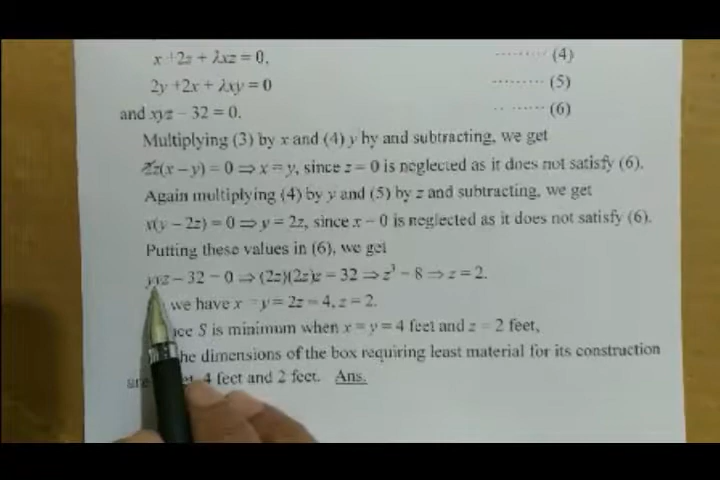 x + 2z + λxz = 0, ......... (4)
2y +2x + λxy = 0 ......... (5)
and xyz − 32 = 0. ......... (6)
Multiplying (3) by x and (4) y by and subtracting, we get
2z(x − y) = 0 ⇒ x = y, since z = 0 is neglected as it does not satisfy (6).
Again multiplying (4) by y and (5) by z and subtracting, we get
x(y − 2z) = 0 ⇒ y = 2z, since x − 0 is neglected as it does not satisfy (6).
Putting these values in (6), we get
yyz − 32 − 0 ⇒ (2z)(2z)z = 32 ⇒ z³ − 8 ⇒ z = 2.
we have x = y = 2z = 4, z = 2.
S is minimum when x = y = 4 feet and z = 2 feet,
the dimensions of the box requiring least material for its construction
are 4 feet and 2 feet. Ans.